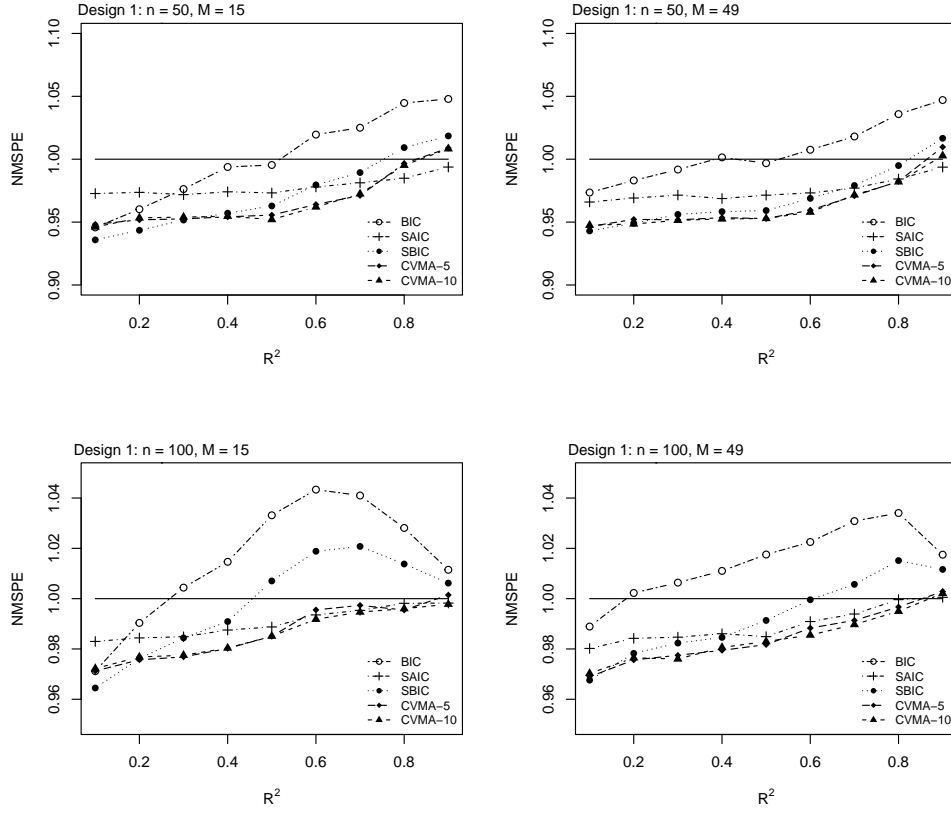 Design 1: n = 50, M = 15
NMSPE
0.90 0.95 1.00 1.05 1.10
BIC
SAIC
SBIC
CVMA−5
CVMA−10
0.2 0.4 0.6 0.8
R²
Design 1: n = 50, M = 49
NMSPE
0.90 0.95 1.00 1.05 1.10
BIC
SAIC
SBIC
CVMA−5
CVMA−10
0.2 0.4 0.6 0.8
R²
Design 1: n = 100, M = 15
NMSPE
0.96 0.98 1.00 1.02 1.04
BIC
SAIC
SBIC
CVMA−5
CVMA−10
0.2 0.4 0.6 0.8
R²
Design 1: n = 100, M = 49
NMSPE
0.96 0.98 1.00 1.02 1.04
BIC
SAIC
SBIC
CVMA−5
CVMA−10
0.2 0.4 0.6 0.8
R²